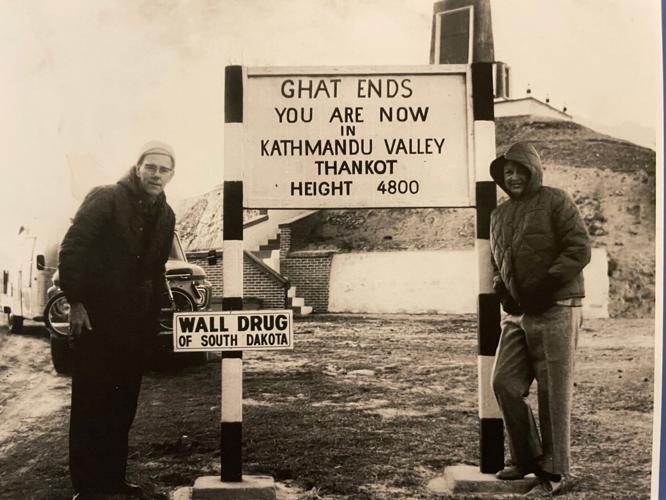 GHAT ENDS
YOU ARE NOW
IN
KATHMANDU VALLEY
THANKOT
HEIGHT 4800
WALL DRUG
OF SOUTH DAKOTA